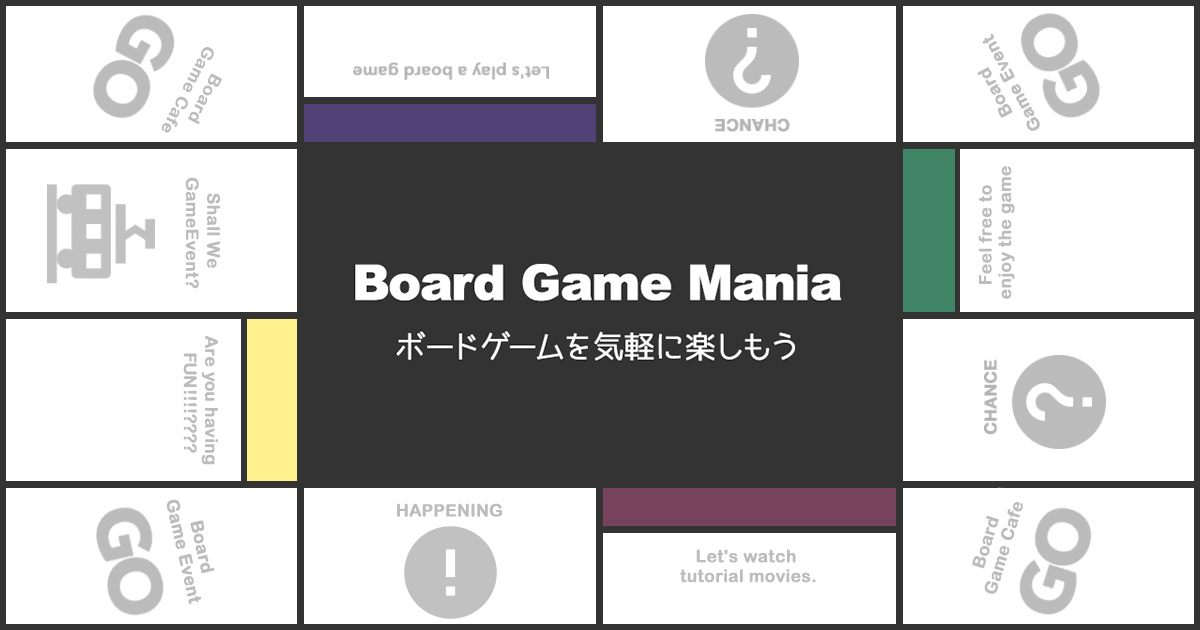 GO
Board
Game Cafe
Let's play a board game
CHANCE
GO
Board
Game Event
Shall We
GameEvent?
Feel free to
enjoy the game
Board Game Mania
ボードゲームを気軽に楽しもう
Are you having
FUN!!!!????
CHANCE
GO
Board
Game Event
HAPPENING
!
Let's watch
tutorial movies.
Board
Game Cafe
GO